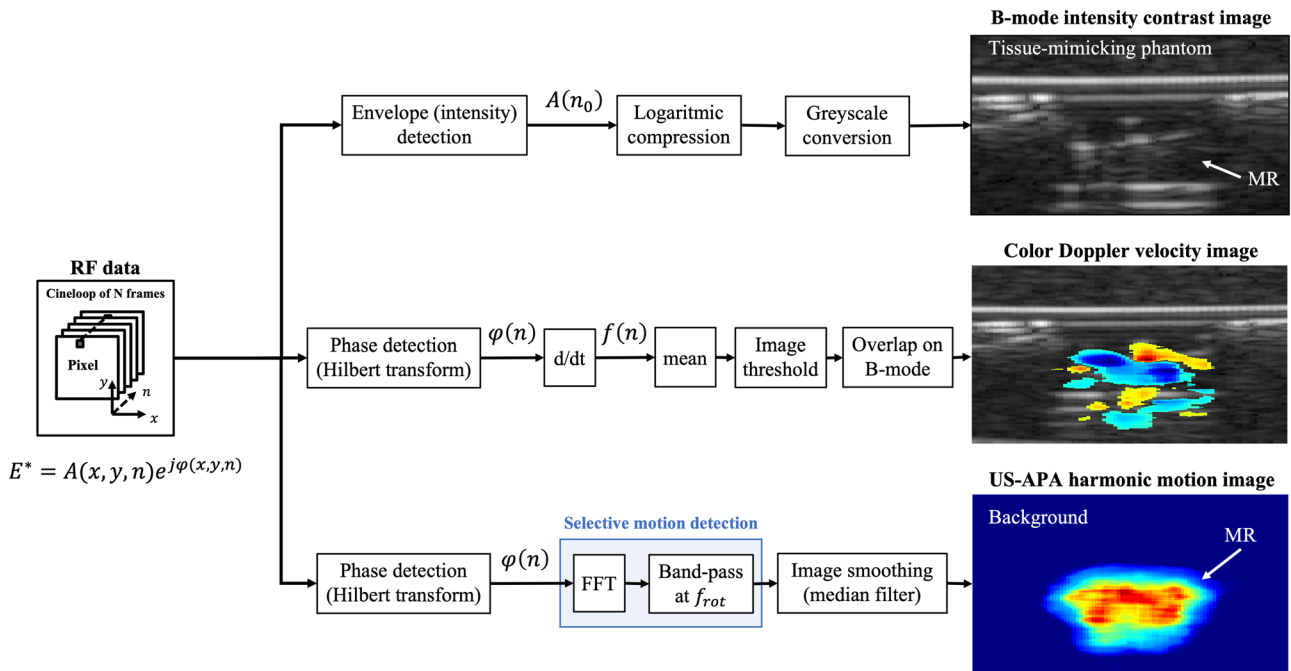 B-mode intensity contrast image
Tissue-mimicking phantom
MR
Envelope (intensity)
detection
A(n₀)
Logaritmic
compression
Greyscale
conversion
RF data
Cineloop of N frames
Pixel
y
n
x
E* = A(x, y, n)e^{jφ(x,y,n)}
Color Doppler velocity image
Phase detection
(Hilbert transform)
φ(n)
d/dt
f(n)
mean
Image
threshold
Overlap on
B-mode
US-APA harmonic motion image
Background
MR
Selective motion detection
Phase detection
(Hilbert transform)
φ(n)
FFT
Band-pass
at f_{rot}
Image smoothing
(median filter)